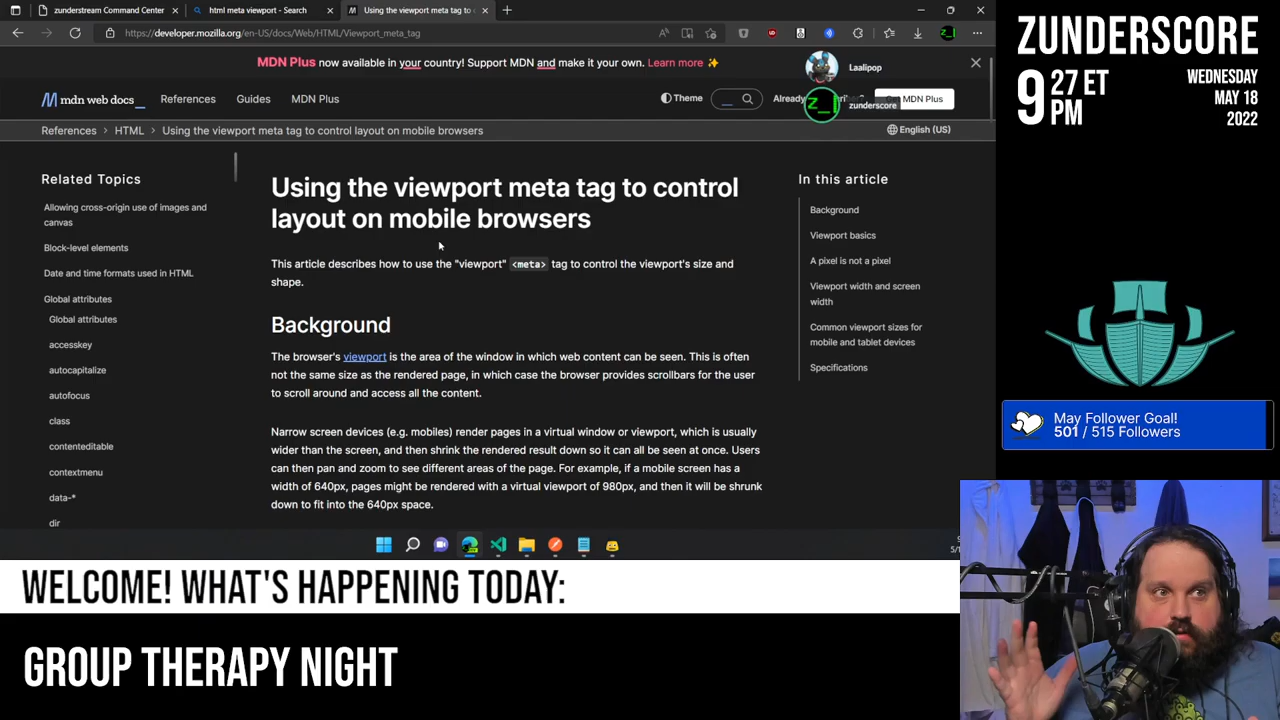 zunderstream Command Center
html meta viewport - Search
Using the viewport meta tag to c
https://developer.mozilla.org/en-US/docs/Web/HTML/Viewport_meta_tag
MDN Plus now available in your country! Support MDN and make it your own. Learn more ✨
Laalipop
mdn web docs_
References
Guides
MDN Plus
Theme
Already
Get MDN Plus
zunderscore
References > HTML > Using the viewport meta tag to control layout on mobile browsers
English (US)
Related Topics
Allowing cross-origin use of images and
canvas
Block-level elements
Date and time formats used in HTML
Global attributes
Global attributes
accesskey
autocapitalize
autofocus
class
contenteditable
contextmenu
data-*
dir
Using the viewport meta tag to control
layout on mobile browsers
This article describes how to use the "viewport" <meta> tag to control the viewport's size and
shape.
Background
The browser's viewport is the area of the window in which web content can be seen. This is often
not the same size as the rendered page, in which case the browser provides scrollbars for the user
to scroll around and access all the content.
Narrow screen devices (e.g. mobiles) render pages in a virtual window or viewport, which is usually
wider than the screen, and then shrink the rendered result down so it can all be seen at once. Users
can then pan and zoom to see different areas of the page. For example, if a mobile screen has a
width of 640px, pages might be rendered with a virtual viewport of 980px, and then it will be shrunk
down to fit into the 640px space.
In this article
Background
Viewport basics
A pixel is not a pixel
Viewport width and screen
width
Common viewport sizes for
mobile and tablet devices
Specifications
ZUNDERSCORE
9 27 ET PM
WEDNESDAY
MAY 18
2022
May Follower Goal!
501 / 515 Followers
WELCOME! WHAT'S HAPPENING TODAY:
GROUP THERAPY NIGHT